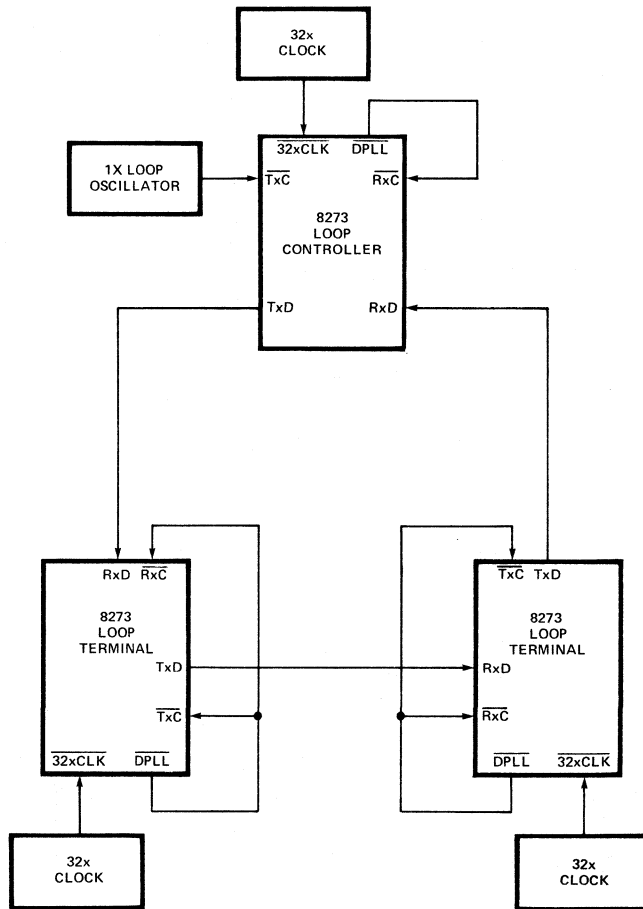 32x
CLOCK
32xCLK DPLL
1X LOOP
OSCILLATOR
TxC RxC
8273
LOOP
CONTROLLER
TxD RxD
RxD RxC
8273
LOOP
TERMINAL
TxD
TxC
32xCLK DPLL
32x
CLOCK
TxC TxD
8273
LOOP
TERMINAL
RxD
RxC
DPLL 32xCLK
32x
CLOCK